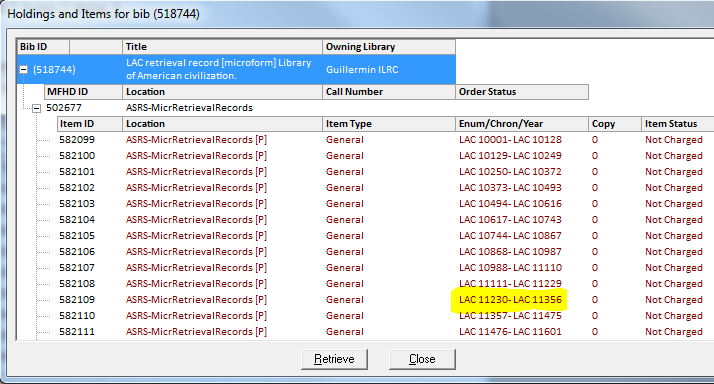 Holdings and Items for bib (518744)
Bib ID Title Owning Library
(518744) LAC retrieval record [microform] Library of American civilization. Guillermin ILRC
MFHD ID Location Call Number Order Status
502677 ASRS-MicrRetrievalRecords
Item ID Location Item Type Enum/Chron/Year Copy Item Status
582099 ASRS-MicrRetrievalRecords [P] General LAC 10001- LAC 10128 0 Not Charged
582100 ASRS-MicrRetrievalRecords [P] General LAC 10129- LAC 10249 0 Not Charged
582101 ASRS-MicrRetrievalRecords [P] General LAC 10250- LAC 10372 0 Not Charged
582102 ASRS-MicrRetrievalRecords [P] General LAC 10373- LAC 10493 0 Not Charged
582103 ASRS-MicrRetrievalRecords [P] General LAC 10494- LAC 10616 0 Not Charged
582104 ASRS-MicrRetrievalRecords [P] General LAC 10617- LAC 10743 0 Not Charged
582105 ASRS-MicrRetrievalRecords [P] General LAC 10744- LAC 10867 0 Not Charged
582106 ASRS-MicrRetrievalRecords [P] General LAC 10868- LAC 10987 0 Not Charged
582107 ASRS-MicrRetrievalRecords [P] General LAC 10988- LAC 11110 0 Not Charged
582108 ASRS-MicrRetrievalRecords [P] General LAC 11111- LAC 11229 0 Not Charged
582109 ASRS-MicrRetrievalRecords [P] General LAC 11230- LAC 11356 0 Not Charged
582110 ASRS-MicrRetrievalRecords [P] General LAC 11357- LAC 11475 0 Not Charged
582111 ASRS-MicrRetrievalRecords [P] General LAC 11476- LAC 11601 0 Not Charged
Retrieve Close